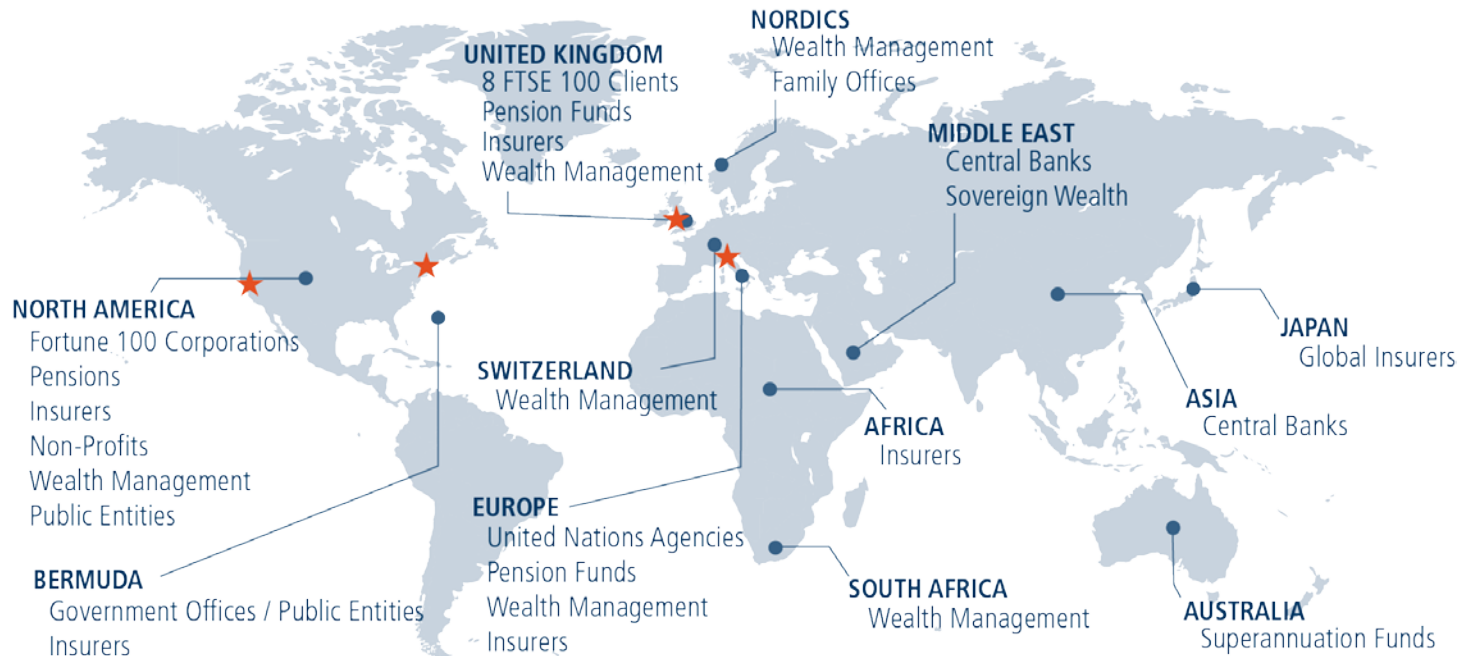 NORDICS
Wealth Management
Family Offices
UNITED KINGDOM
8 FTSE 100 Clients
Pension Funds
Insurers
Wealth Management
MIDDLE EAST
Central Banks
Sovereign Wealth
NORTH AMERICA
Fortune 100 Corporations
Pensions
Insurers
Non-Profits
Wealth Management
Public Entities
JAPAN
Global Insurers
SWITZERLAND
Wealth Management
ASIA
Central Banks
AFRICA
Insurers
EUROPE
United Nations Agencies
Pension Funds
Wealth Management
Insurers
BERMUDA
Government Offices / Public Entities
Insurers
SOUTH AFRICA
Wealth Management
AUSTRALIA
Superannuation Funds